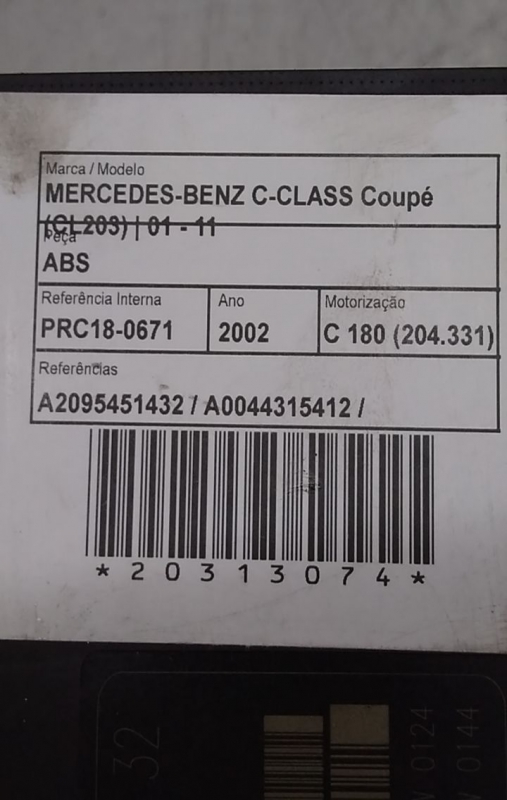 Marca / Modelo
MERCEDES-BENZ C-CLASS Coupé
(CL203) | 01 - 11
Peça
ABS
Referência Interna
Ano
Motorização
PRC18-0671
2002
C 180 (204.331)
Referências
A2095451432 / A0044315412 /
*20313074*
32
0124
0144